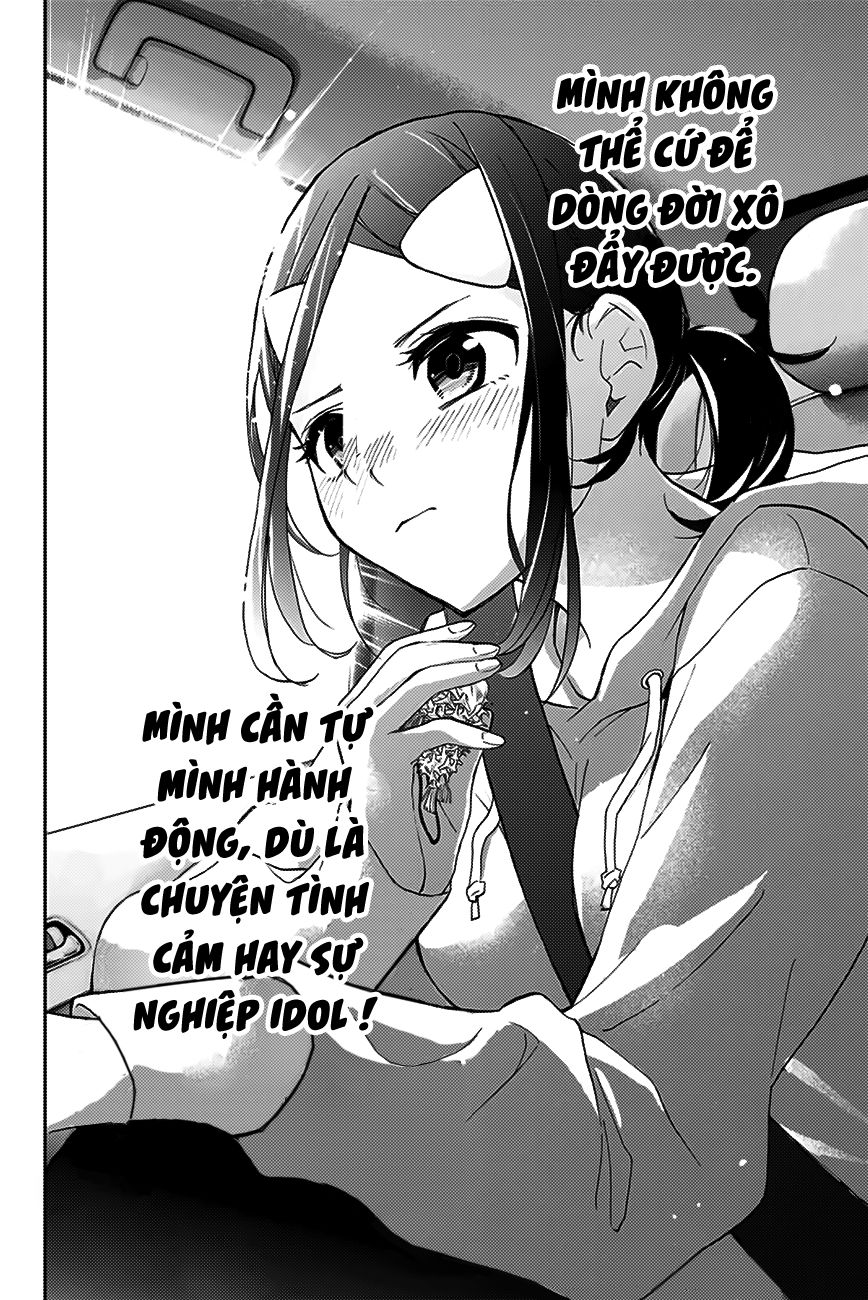 MÌNH KHÔNG
THỂ CỨ ĐỂ
DÒNG ĐỜI XÔ
ĐẨY ĐƯỢC.
MÌNH CẦN TỰ
MÌNH HÀNH
ĐỘNG, DÙ LÀ
CHUYỆN TÌNH
CẢM HAY SỰ
NGHIỆP IDOL!